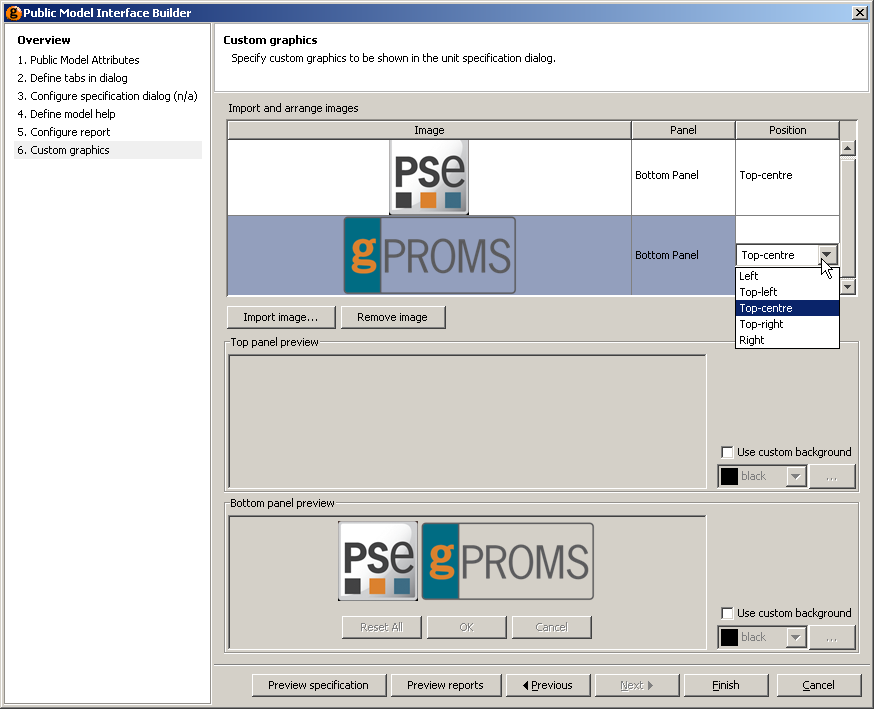 Public Model Interface Builder
Overview
1. Public Model Attributes
2. Define tabs in dialog
3. Configure specification dialog (n/a)
4. Define model help
5. Configure report
6. Custom graphics
Custom graphics
Specify custom graphics to be shown in the unit specification dialog.
Import and arrange images
Image Panel Position
PSe Bottom Panel Top-centre
gPROMS Bottom Panel Top-centre
Left
Top-left
Top-centre
Top-right
Right
Import image... Remove image
Top panel preview
Use custom background
black ...
Bottom panel preview
PSe gPROMS
Use custom background
Reset All OK Cancel
black ...
Preview specification Preview reports Previous Next Finish Cancel